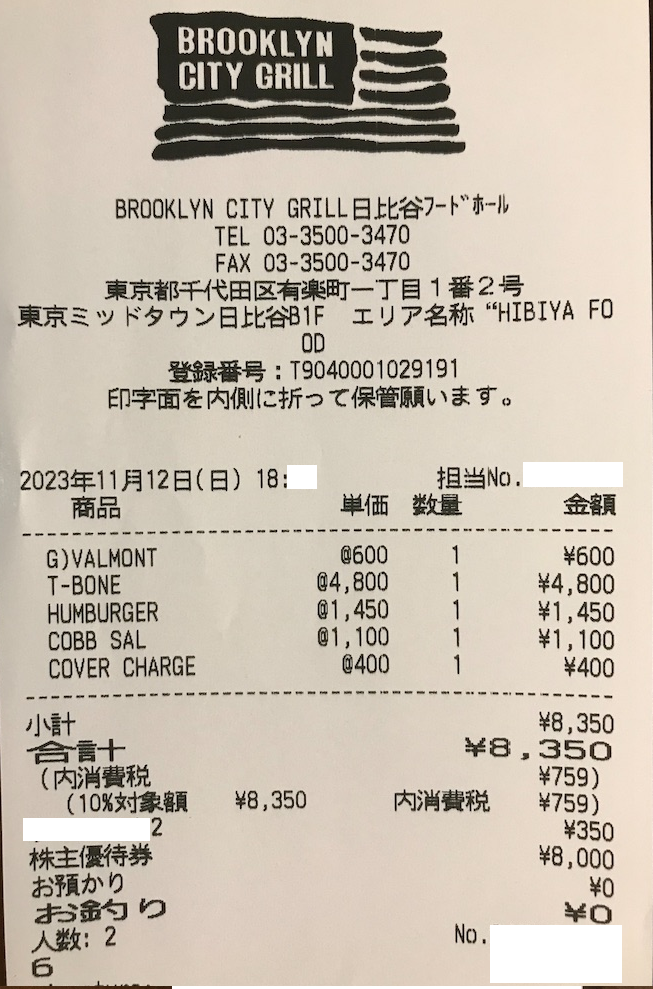 BROOKLYN
CITY GRILL
BROOKLYN CITY GRILL日比谷ﾌｰﾄﾞﾎｰﾙ
TEL 03-3500-3470
FAX 03-3500-3470
東京都千代田区有楽町一丁目１番２号
東京ミッドタウン日比谷B1F　エリア名称 “HIBIYA FO
OD
登録番号：T9040001029191
印字面を内側に折って保管願います。
2023年11月12日(日) 18: 担当No.
商品 単価 数量 金額
G)VALMONT @600 1 ¥600
T-BONE @4,800 1 ¥4,800
HUMBURGER @1,450 1 ¥1,450
COBB SAL @1,100 1 ¥1,100
COVER CHARGE @400 1 ¥400
小計 ¥8,350
合計 ¥8,350
(内消費税 ¥759)
(10%対象額 ¥8,350 内消費税 ¥759)
2 ¥350
株主優待券 ¥8,000
お預かり ¥0
お釣り ¥0
人数: 2 No.
6